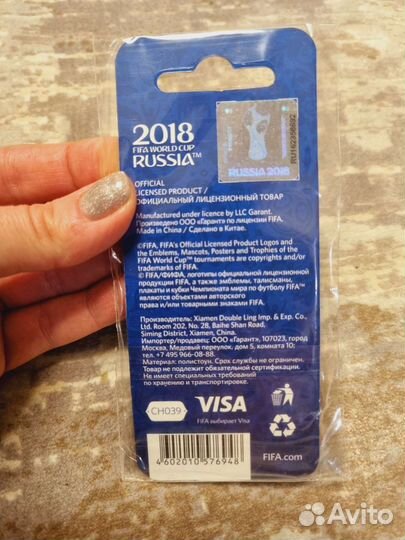 2018
FIFA WORLD CUP
RUSSIA™
RUSSIA 2018
OFFICIAL
LICENSED PRODUCT /
ОФИЦИАЛЬНЫЙ ЛИЦЕНЗИОННЫЙ ТОВАР
Manufactured under licence by LLC Garant.
Произведено ООО «Гарант» по лицензии FIFA.
Made in China / Сделано в Китае.
©FIFA, FIFA's Official Licensed Product Logos and
the Emblems, Mascots, Posters and Trophies of the
FIFA World Cup™ tournaments are copyrights and/or
trademarks of FIFA.
© FIFA/ФИФА, логотипы официальной лицензионной
продукции FIFA, а также эмблемы, талисманы,
плакаты и кубки Чемпионата мира по футболу FIFA™
являются объектами авторского
права и/или товарными знаками FIFA.
Производитель: Xiamen Double Ling Imp. & Exp. Co.
Ltd. Room 202, No. 28, Baihe Shan Road,
Siming District, Xiamen, China.
Импортер/продавец: ООО «Гарант», 107023, город
Москва, Медовый переулок, дом 5, комната 10;
тел. +7 495 966-08-88.
Материал: полистоун. Срок службы не ограничен.
Товар не подлежит обязательной сертификации.
Не имеет специальных требований
по хранению и транспортировке.
CH039
VISA
FIFA выбирает Visa
4602010576948
FIFA.com
Avito